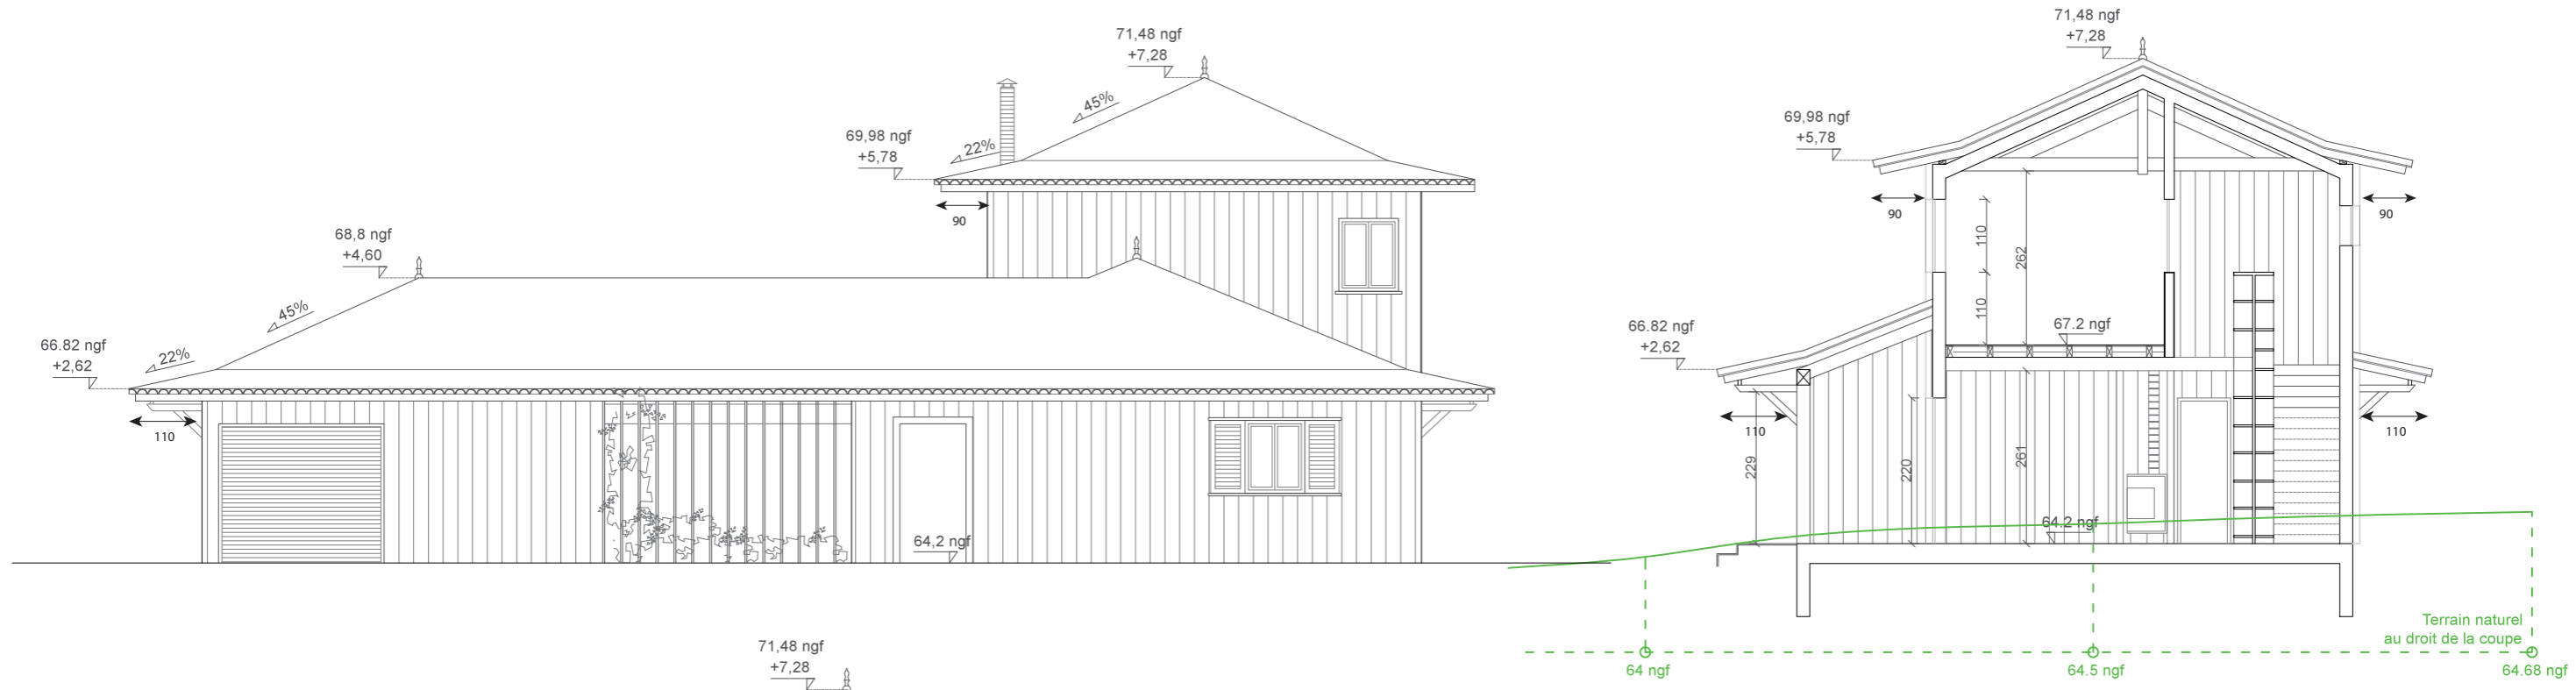 71,48 ngf
+7,28
45%
22%
69,98 ngf
+5,78
90
68,8 ngf
+4,60
45%
22%
66.82 ngf
+2,62
110
64,2 ngf
71,48 ngf
+7,28
71,48 ngf
+7,28
69,98 ngf
+5,78
90
90
110
262
110
67.2 ngf
66.82 ngf
+2,62
110
110
229
220
261
64.2 ngf
Terrain naturel
au droit de la coupe
64 ngf
64.5 ngf
64.68 ngf